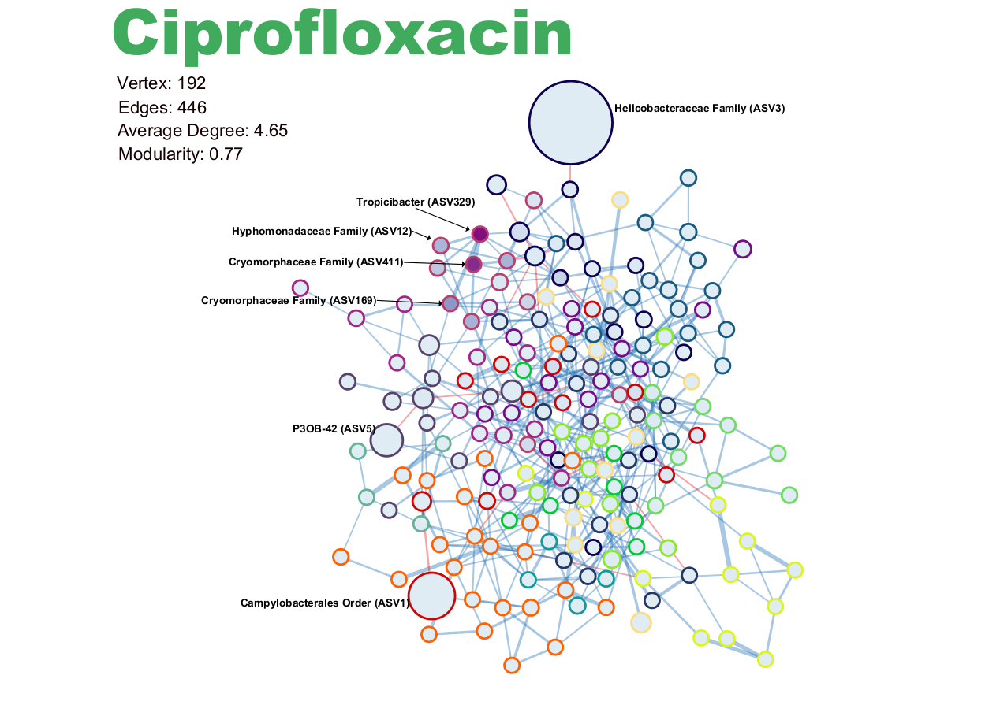 Ciprofloxacin
Vertex: 192
Edges: 446
Average Degree: 4.65
Modularity: 0.77
Helicobacteraceae Family (ASV3)
Tropicibacter (ASV329)
Hyphomonadaceae Family (ASV12)
Cryomorphaceae Family (ASV411)
Cryomorphaceae Family (ASV169)
P3OB-42 (ASV5)
Campylobacterales Order (ASV1)